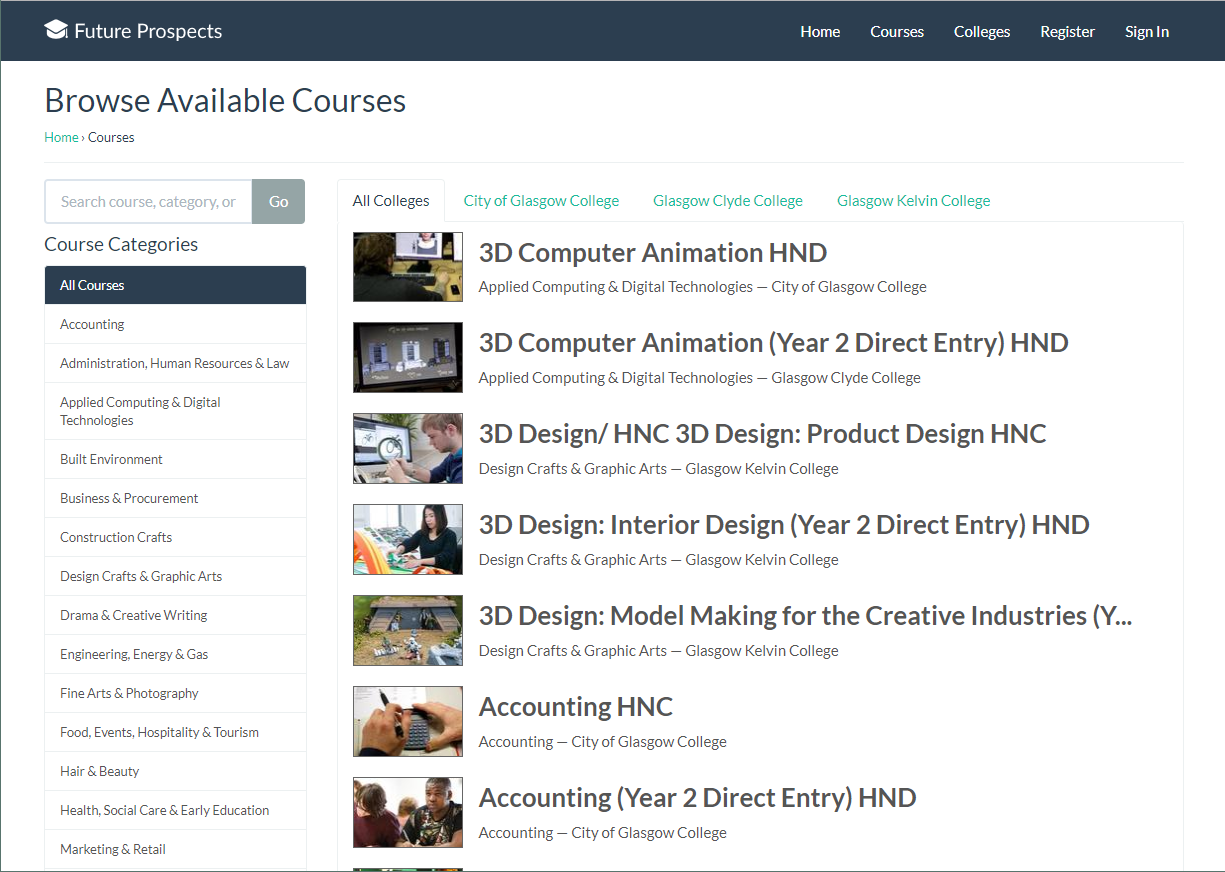 Future Prospects
Home Courses Colleges Register Sign In
Browse Available Courses
Home › Courses
Search course, category, or Go
All Colleges City of Glasgow College Glasgow Clyde College Glasgow Kelvin College
Course Categories
All Courses
Accounting
Administration, Human Resources & Law
Applied Computing & Digital
Technologies
Built Environment
Business & Procurement
Construction Crafts
Design Crafts & Graphic Arts
Drama & Creative Writing
Engineering, Energy & Gas
Fine Arts & Photography
Food, Events, Hospitality & Tourism
Hair & Beauty
Health, Social Care & Early Education
Marketing & Retail
3D Computer Animation HND
Applied Computing & Digital Technologies — City of Glasgow College
3D Computer Animation (Year 2 Direct Entry) HND
Applied Computing & Digital Technologies — Glasgow Clyde College
3D Design/ HNC 3D Design: Product Design HNC
Design Crafts & Graphic Arts — Glasgow Kelvin College
3D Design: Interior Design (Year 2 Direct Entry) HND
Design Crafts & Graphic Arts — Glasgow Kelvin College
3D Design: Model Making for the Creative Industries (Y...
Design Crafts & Graphic Arts — Glasgow Kelvin College
Accounting HNC
Accounting — City of Glasgow College
Accounting (Year 2 Direct Entry) HND
Accounting — City of Glasgow College